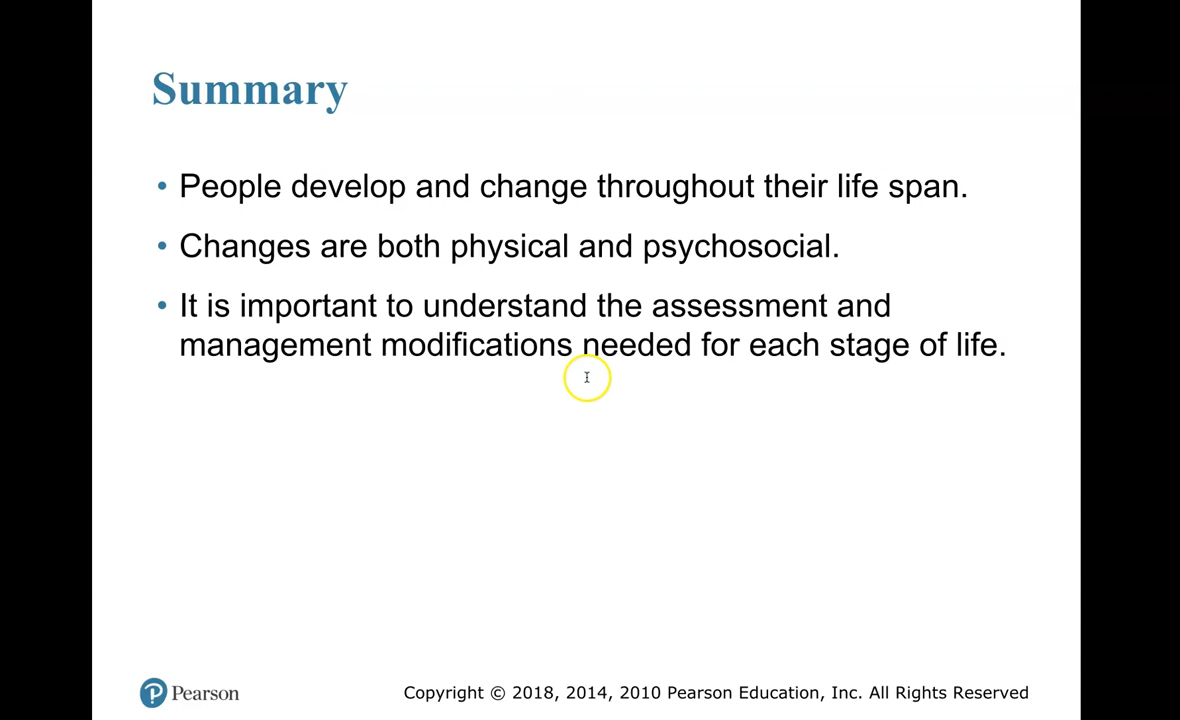 Summary
• People develop and change throughout their life span.
• Changes are both physical and psychosocial.
• It is important to understand the assessment and
management modifications needed for each stage of life.
Pearson
Copyright © 2018, 2014, 2010 Pearson Education, Inc. All Rights Reserved